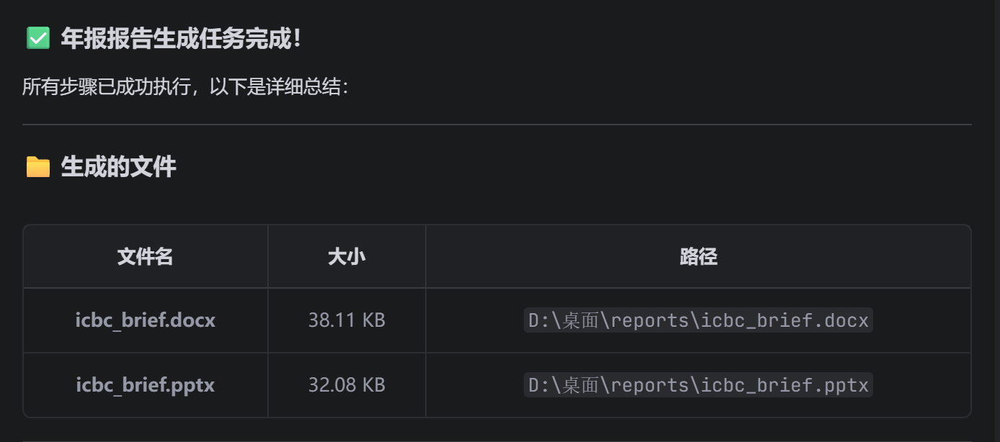 ✅ 年报报告生成任务完成！
所有步骤已成功执行，以下是详细总结：
📁 生成的文件
文件名 大小 路径
icbc_brief.docx 38.11 KB D:\桌面\reports\icbc_brief.docx
icbc_brief.pptx 32.08 KB D:\桌面\reports\icbc_brief.pptx